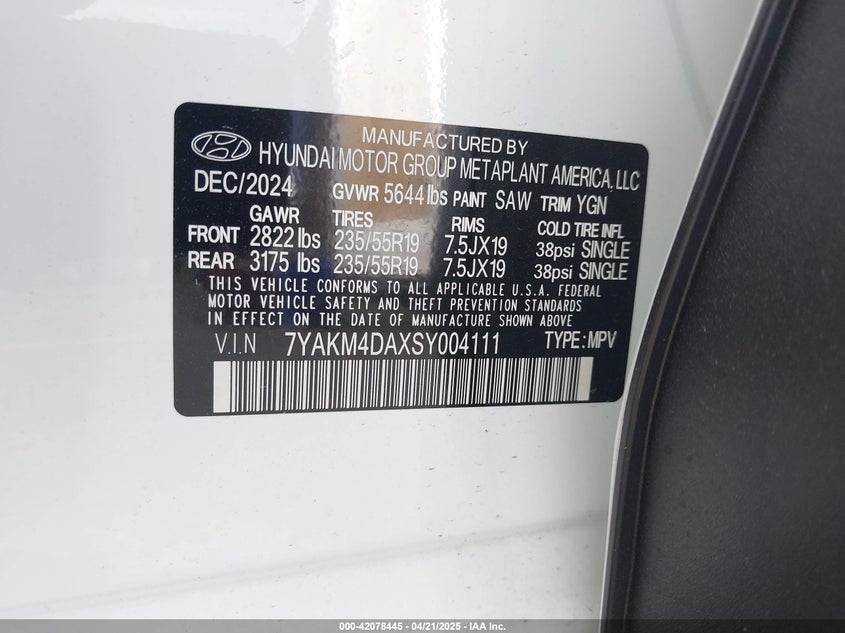 MANUFACTURED BY
HYUNDAI MOTOR GROUP METAPLANT AMERICA, LLC
DEC/2024 GVWR 5644 lbs PAINT SAW TRIM YGN
GAWR TIRES RIMS COLD TIRE INFL
FRONT 2822 lbs 235/55R19 7.5JX19 38psi SINGLE
REAR 3175 lbs 235/55R19 7.5JX19 38psi SINGLE
THIS VEHICLE CONFORMS TO ALL APPLICABLE U.S.A. FEDERAL
MOTOR VEHICLE SAFETY AND THEFT PREVENTION STANDARDS
IN EFFECT ON THE DATE OF MANUFACTURE SHOWN ABOVE
V.I.N 7YAKM4DAXSY004111 TYPE : MPV
000-42078445 - 04/21/2025 - IAA Inc.